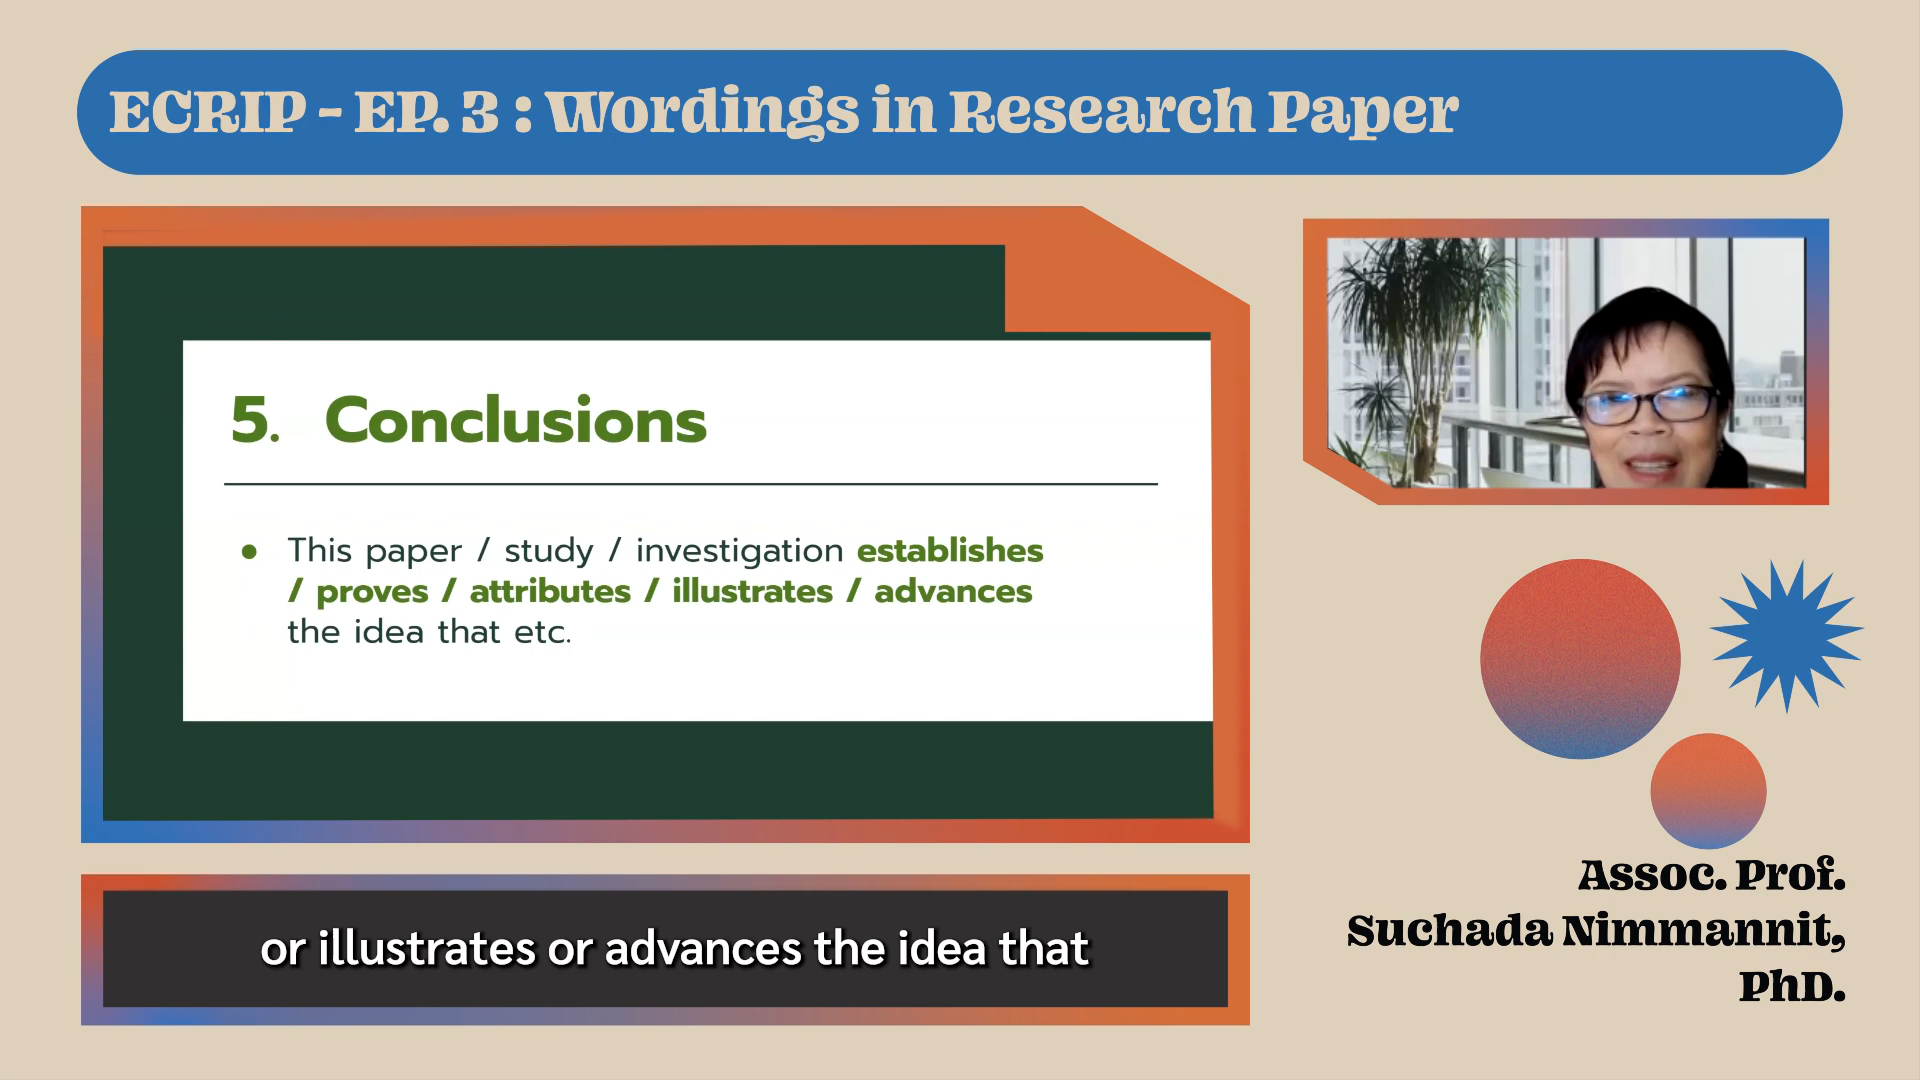 ECRIP - EP. 3 : Wordings in Research Paper
5. Conclusions
● This paper / study / investigation establishes
/ proves / attributes / illustrates / advances
the idea that etc.
or illustrates or advances the idea that
Assoc. Prof.
Suchada Nimmannit,
PhD.